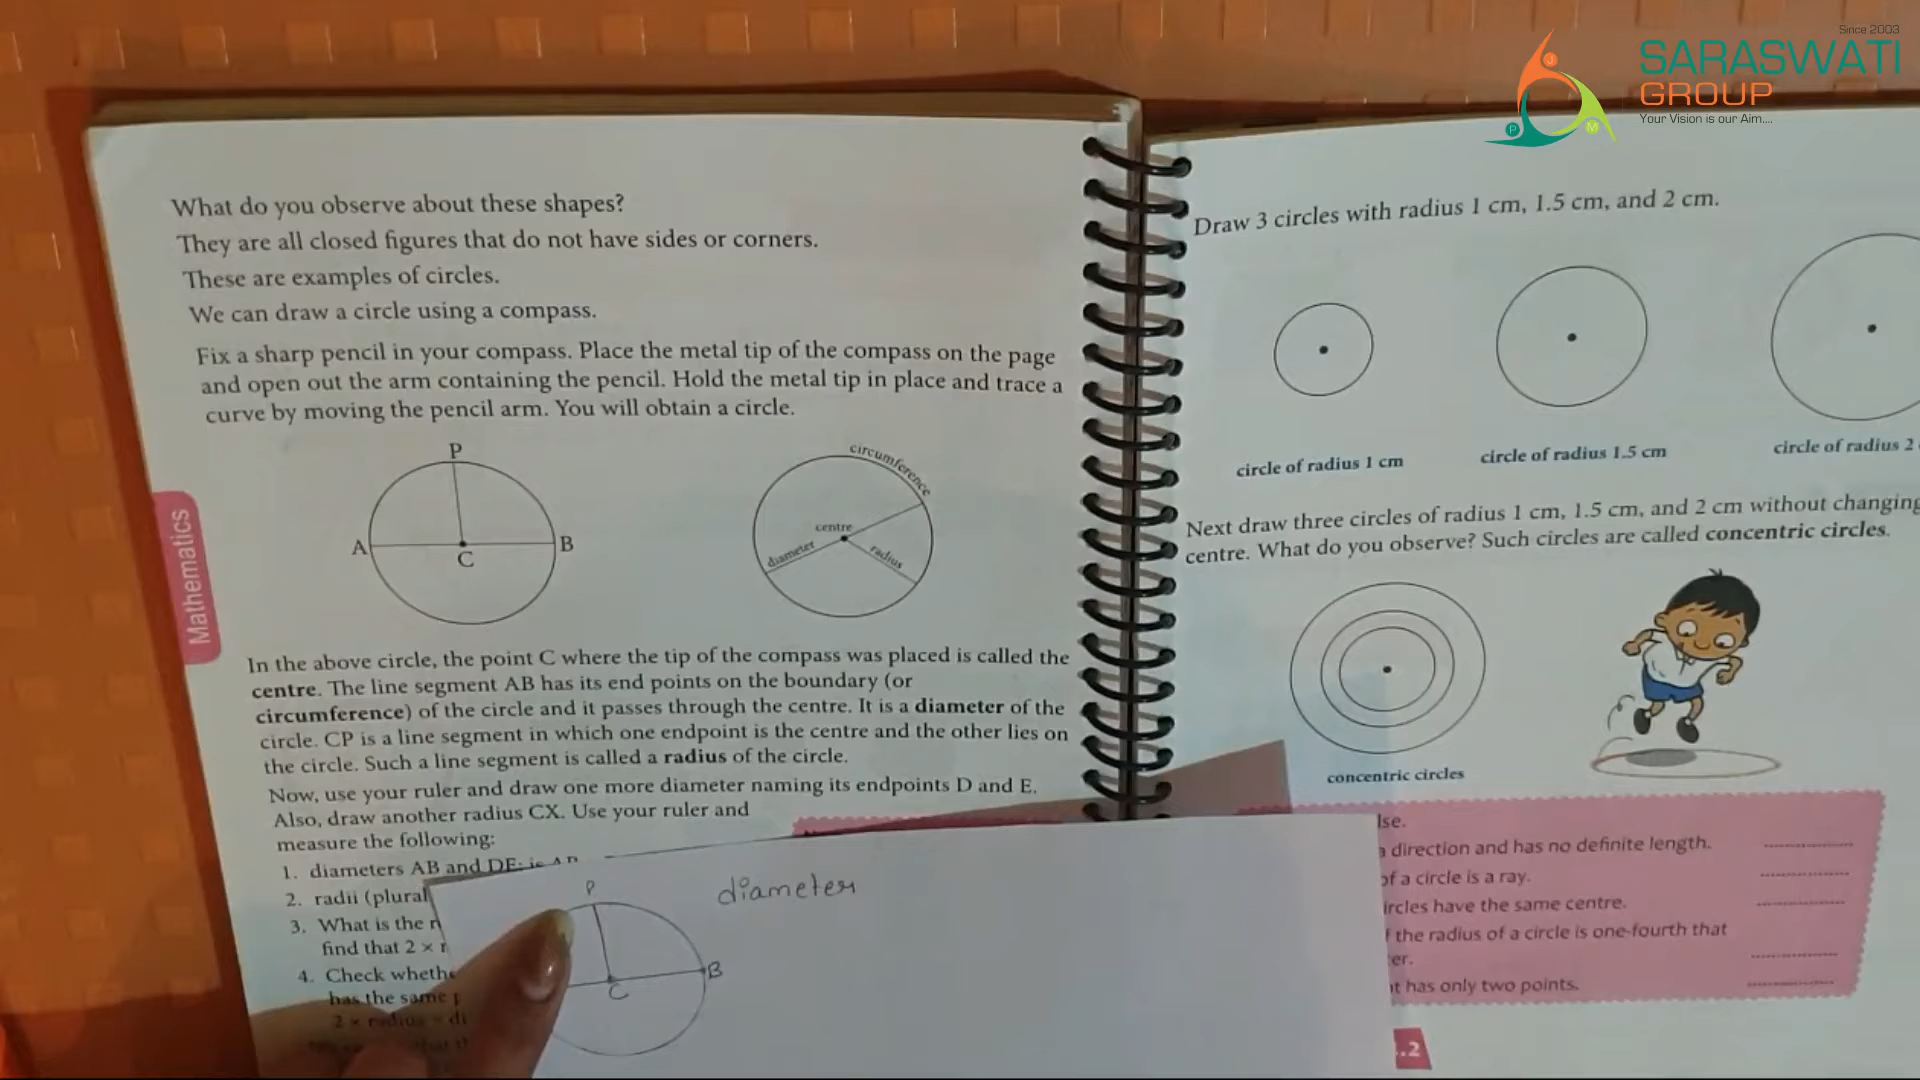 Since 2003
SARASWATI
GROUP
Your Vision is our Aim....
J
P
M
What do you observe about these shapes?
They are all closed figures that do not have sides or corners.
These are examples of circles.
We can draw a circle using a compass.
Fix a sharp pencil in your compass. Place the metal tip of the compass on the page
and open out the arm containing the pencil. Hold the metal tip in place and trace a
curve by moving the pencil arm. You will obtain a circle.
P
A
B
C
circumference
centre
diameter
radius
Mathematics
In the above circle, the point C where the tip of the compass was placed is called the
centre. The line segment AB has its end points on the boundary (or
circumference) of the circle and it passes through the centre. It is a diameter of the
circle. CP is a line segment in which one endpoint is the centre and the other lies on
the circle. Such a line segment is called a radius of the circle.
Now, use your ruler and draw one more diameter naming its endpoints D and E.
Also, draw another radius CX. Use your ruler and
measure the following:
1. diameters AB and DE: is
2. radii (plural
3. What is the
find that 2 ×
4. Check
has the same
2 × radius =
P
diameter
B
C
Draw 3 circles with radius 1 cm, 1.5 cm, and 2 cm.
circle of radius 1 cm
circle of radius 1.5 cm
circle of radius 2
Next draw three circles of radius 1 cm, 1.5 cm, and 2 cm without changing
centre. What do you observe? Such circles are called concentric circles.
concentric circles
lse.
a direction and has no definite length. ....................
of a circle is a ray. ....................
ircles have the same centre. ....................
f the radius of a circle is one-fourth that
er. ....................
has only two points. ....................
.2